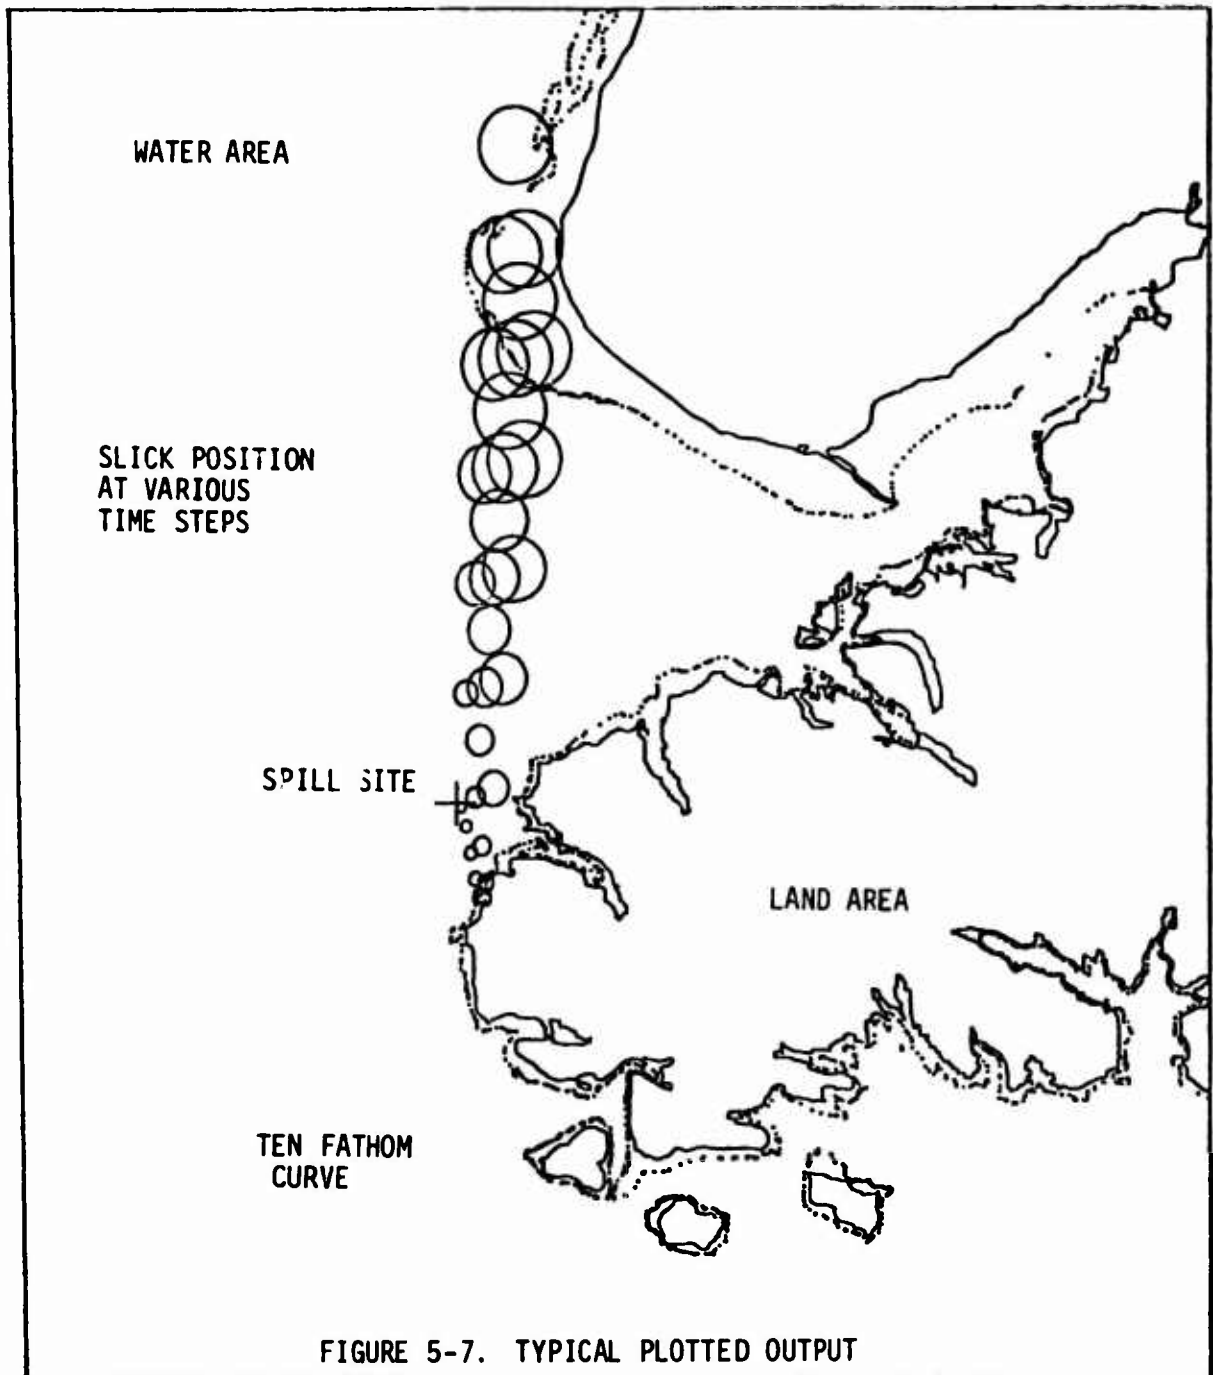 WATER AREA
SLICK POSITION
AT VARIOUS
TIME STEPS
SPILL SITE
LAND AREA
TEN FATHOM
CURVE
FIGURE 5-7. TYPICAL PLOTTED OUTPUT